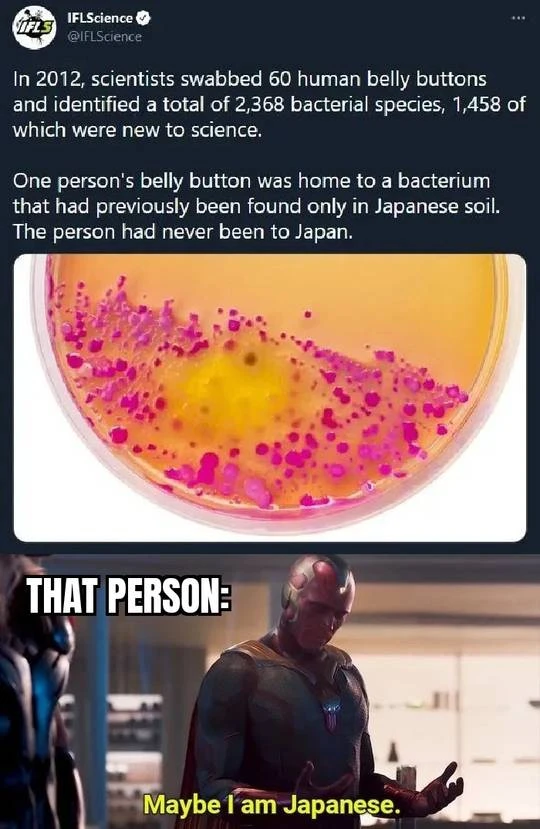 IFLS
IFLScience
@IFLScience
In 2012, scientists swabbed 60 human belly buttons
and identified a total of 2,368 bacterial species, 1,458 of
which were new to science.
One person's belly button was home to a bacterium
that had previously been found only in Japanese soil.
The person had never been to Japan.
THAT PERSON:
Maybe I am Japanese.